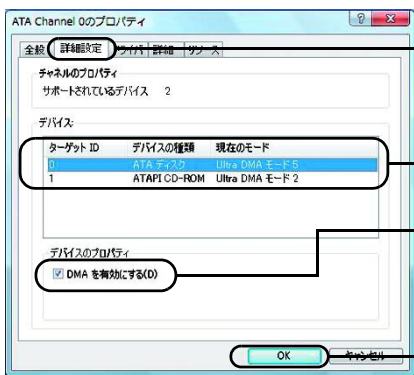 ATA Channel 0のプロパティ
全般 詳細設定 ドライバ 詳細 リソース
チャネルのプロパティ
サポートされているデバイス 2
デバイス:
ターゲット ID デバイスの種類 現在のモード
0 ATA ディスク Ultra DMA モード 5
1 ATAPI CD-ROM Ultra DMA モード 2
デバイスのプロパティ
DMA を有効にする(D)
OK キャンセル